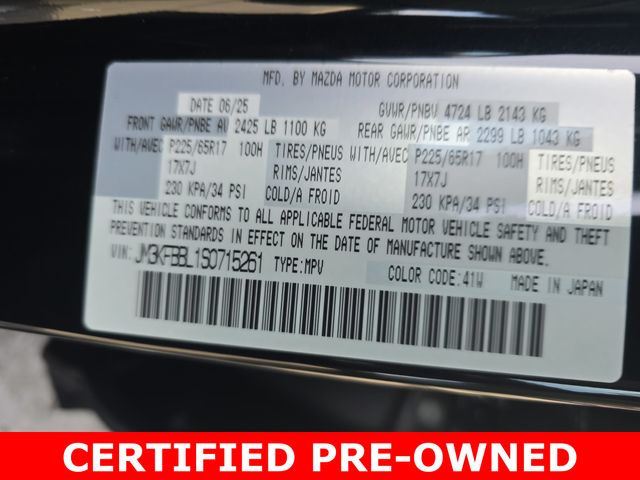 MFD. BY MAZDA MOTOR CORPORATION
DATE 06/25 GVWR/PNBV 4724 LB 2143 KG
FRONT GAWR/PNBE AV 2425 LB 1100 KG REAR GAWR/PNBE AR 2299 LB 1043 KG
WITH/AVEC P225/65R17 100H TIRES/PNEUS WITH/AVEC P225/65R17 100H TIRES/PNEUS
17X7J RIMS/JANTES 17X7J RIMS/JANTES
230 KPA/34 PSI COLD/A FROID 230 KPA/34 PSI COLD/A FROID
THIS VEHICLE CONFORMS TO ALL APPLICABLE FEDERAL MOTOR VEHICLE SAFETY AND THEFT
PREVENTION STANDARDS IN EFFECT ON THE DATE OF MANUFACTURE SHOWN ABOVE.
VIN: JM3KFBBL1S0715261 TYPE:MPV COLOR CODE:41W MADE IN JAPAN
CERTIFIED PRE-OWNED